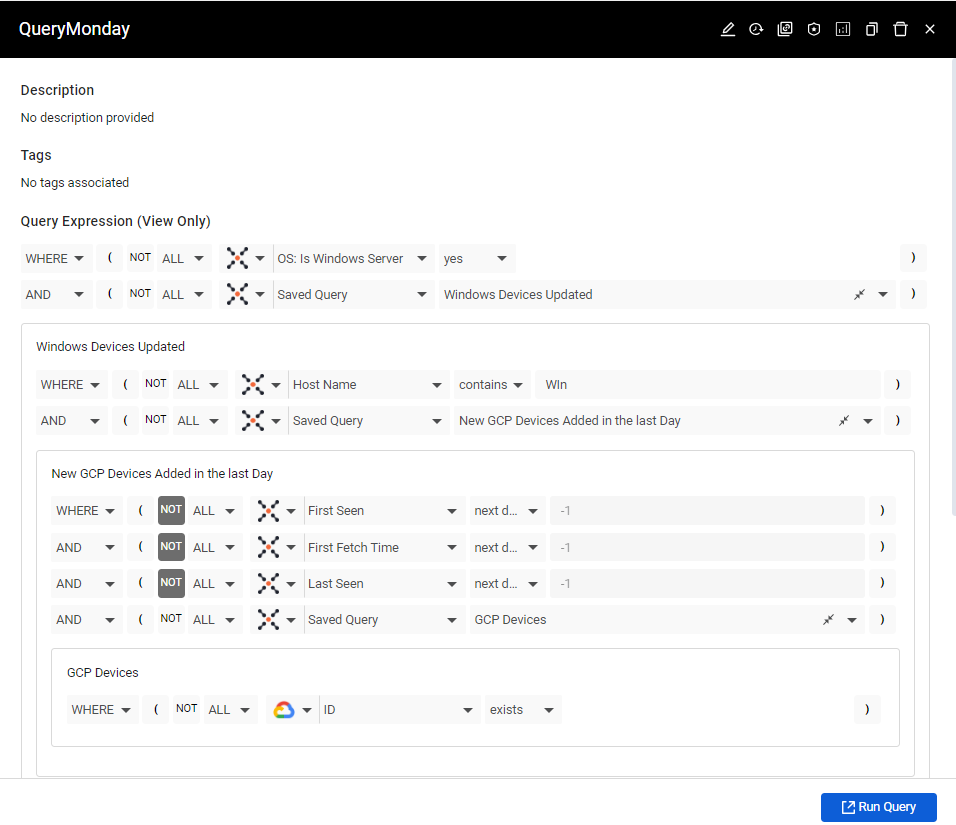 QueryMonday
Description
No description provided
Tags
No tags associated
Query Expression (View Only)
WHERE ( NOT ALL OS: Is Windows Server yes )
AND ( NOT ALL Saved Query Windows Devices Updated )
Windows Devices Updated
WHERE ( NOT ALL Host Name contains WIn )
AND ( NOT ALL Saved Query New GCP Devices Added in the last Day )
New GCP Devices Added in the last Day
WHERE ( NOT ALL First Seen next d... -1 )
AND ( NOT ALL First Fetch Time next d... -1 )
AND ( NOT ALL Last Seen next d... -1 )
AND ( NOT ALL Saved Query GCP Devices )
GCP Devices
WHERE ( NOT ALL ID exists )
Run Query